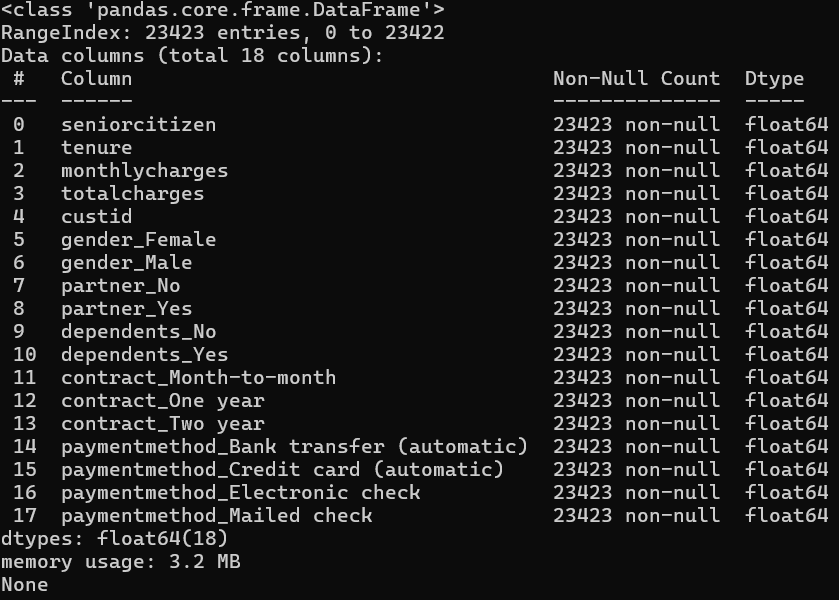 <class 'pandas.core.frame.DataFrame'>
RangeIndex: 23423 entries, 0 to 23422
Data columns (total 18 columns):
 #   Column                                   Non-Null Count  Dtype
---  ------                                   --------------  -----
 0   seniorcitizen                            23423 non-null  float64
 1   tenure                                   23423 non-null  float64
 2   monthlycharges                           23423 non-null  float64
 3   totalcharges                             23423 non-null  float64
 4   custid                                   23423 non-null  float64
 5   gender_Female                            23423 non-null  float64
 6   gender_Male                              23423 non-null  float64
 7   partner_No                               23423 non-null  float64
 8   partner_Yes                              23423 non-null  float64
 9   dependents_No                            23423 non-null  float64
 10  dependents_Yes                           23423 non-null  float64
 11  contract_Month-to-month                  23423 non-null  float64
 12  contract_One year                        23423 non-null  float64
 13  contract_Two year                        23423 non-null  float64
 14  paymentmethod_Bank transfer (automatic)  23423 non-null  float64
 15  paymentmethod_Credit card (automatic)    23423 non-null  float64
 16  paymentmethod_Electronic check           23423 non-null  float64
 17  paymentmethod_Mailed check               23423 non-null  float64
dtypes: float64(18)
memory usage: 3.2 MB
None